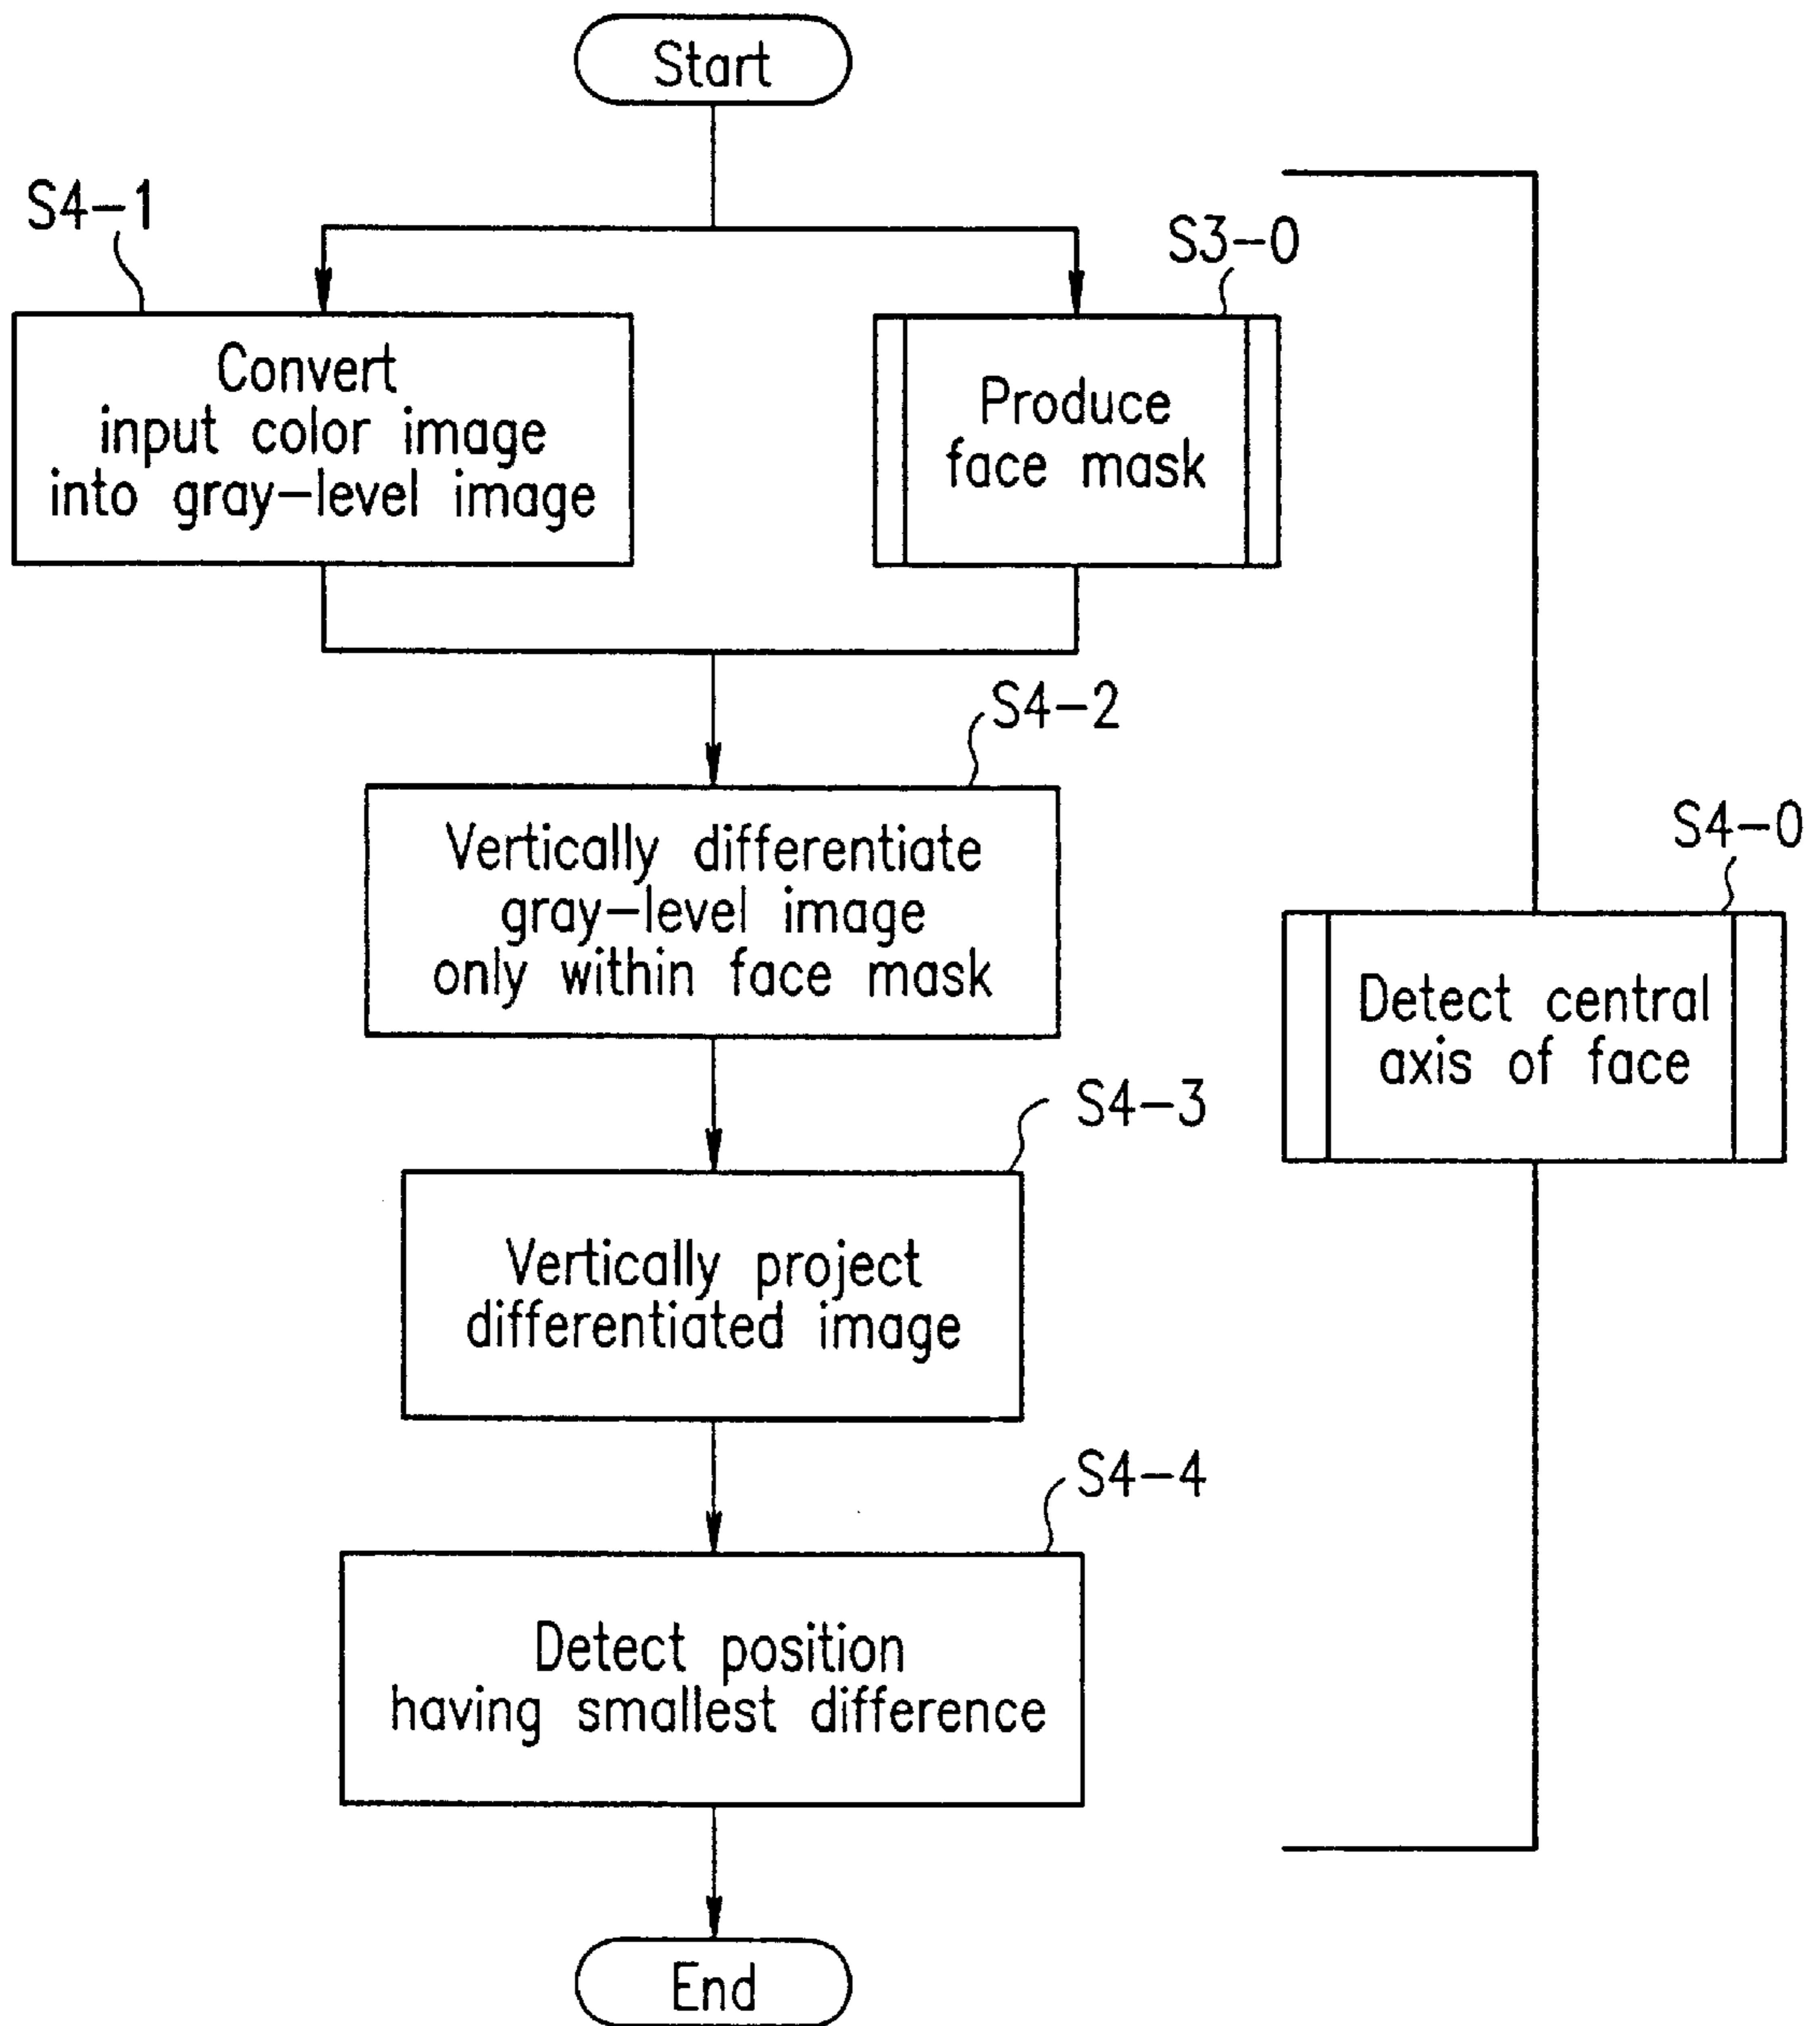 Start
S4-1
S3-0
Convert
input color image
into gray-level image
Produce
face mask
S4-2
Vertically differentiate
gray-level image
only within face mask
S4-0
Detect central
axis of face
S4-3
Vertically project
differentiated image
S4-4
Detect position
having smallest difference
End